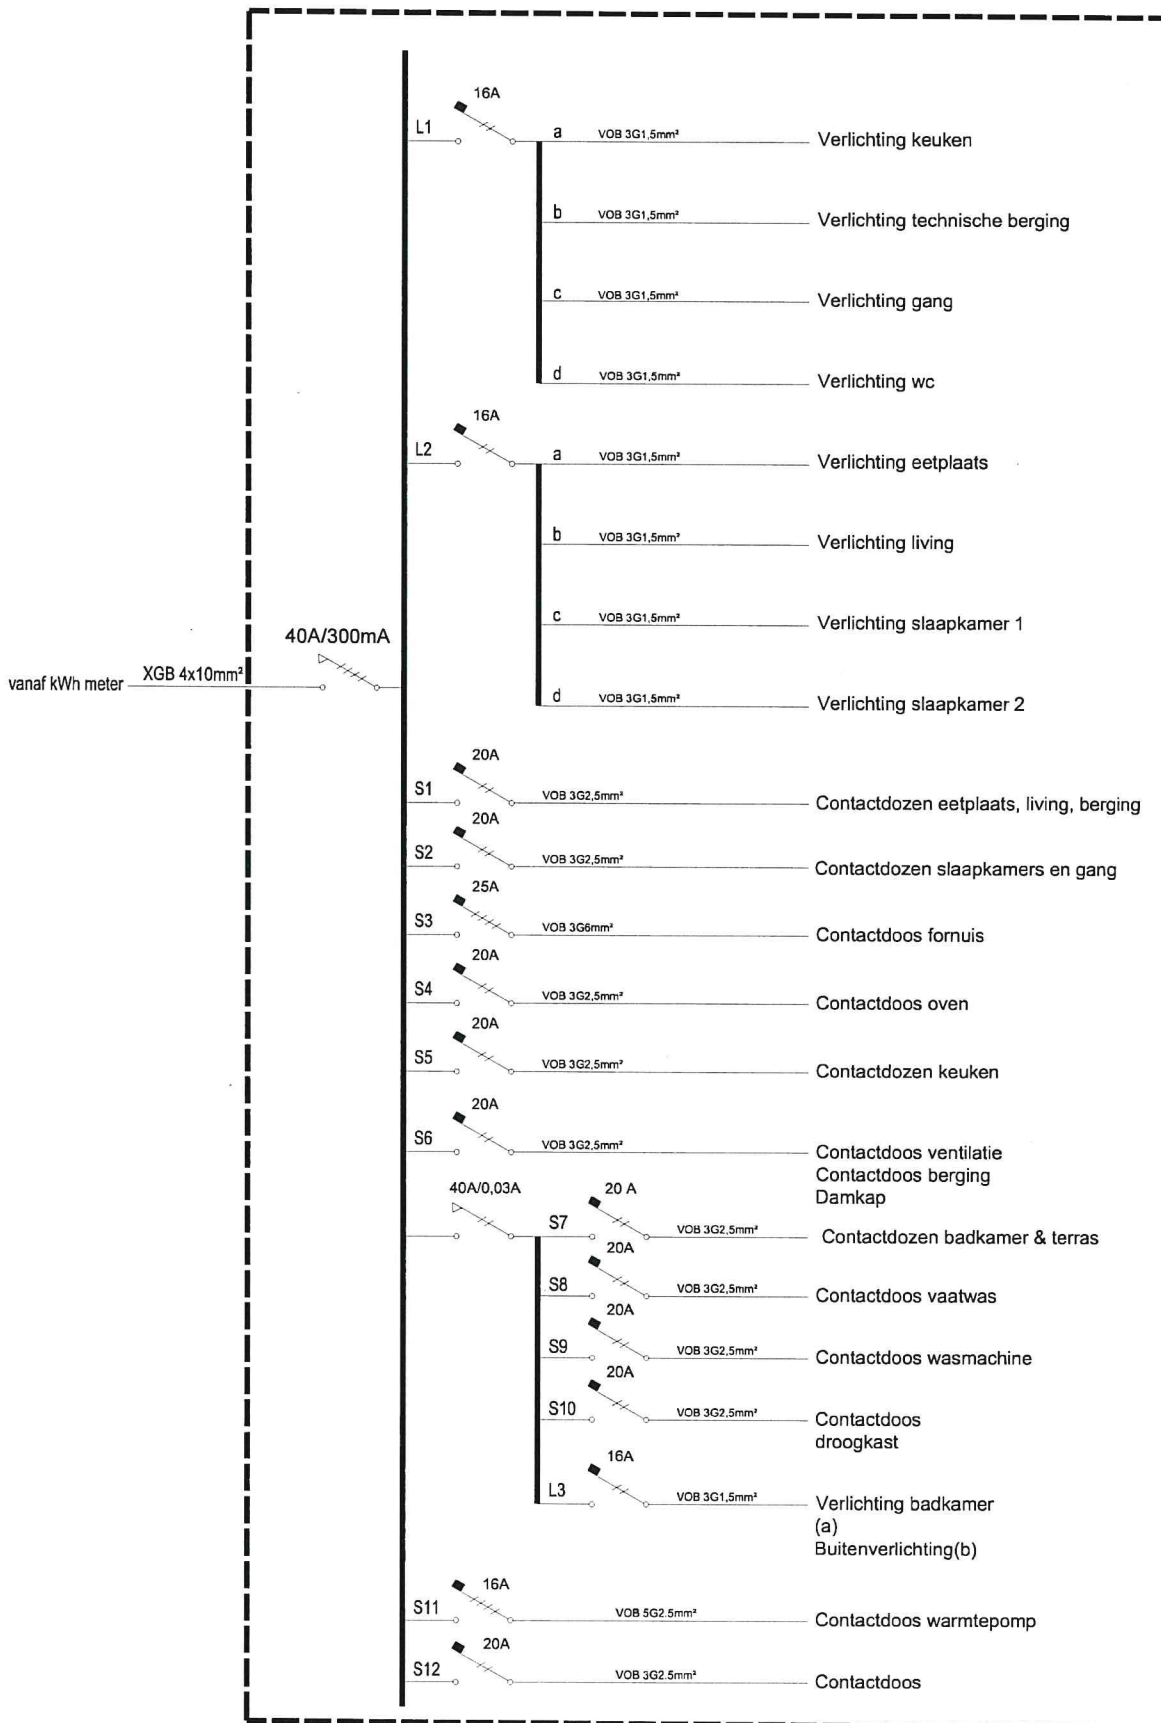 16A
L1
a VOB 3G1,5mm² Verlichting keuken
b VOB 3G1,5mm² Verlichting technische berging
c VOB 3G1,5mm² Verlichting gang
d VOB 3G1,5mm² Verlichting wc
16A
L2
a VOB 3G1,5mm² Verlichting eetplaats
b VOB 3G1,5mm² Verlichting living
c VOB 3G1,5mm² Verlichting slaapkamer 1
40A/300mA
vanaf kWh meter XGB 4x10mm²
d VOB 3G1,5mm² Verlichting slaapkamer 2
20A
S1 VOB 3G2,5mm² Contactdozen eetplaats, living, berging
20A
S2 VOB 3G2,5mm² Contactdozen slaapkamers en gang
25A
S3 VOB 3G6mm² Contactdoos fornuis
20A
S4 VOB 3G2,5mm² Contactdoos oven
20A
S5 VOB 3G2,5mm² Contactdozen keuken
20A
S6 VOB 3G2,5mm² Contactdoos ventilatie
Contactdoos berging
Damkap
40A/0,03A
20 A
S7 VOB 3G2,5mm² Contactdozen badkamer & terras
20A
S8 VOB 3G2,5mm² Contactdoos vaatwas
20A
S9 VOB 3G2,5mm² Contactdoos wasmachine
20A
S10 VOB 3G2,5mm² Contactdoos
droogkast
16A
L3 VOB 3G1,5mm² Verlichting badkamer
(a)
Buitenverlichting(b)
16A
S11 VOB 5G2.5mm² Contactdoos warmtepomp
20A
S12 VOB 3G2.5mm² Contactdoos